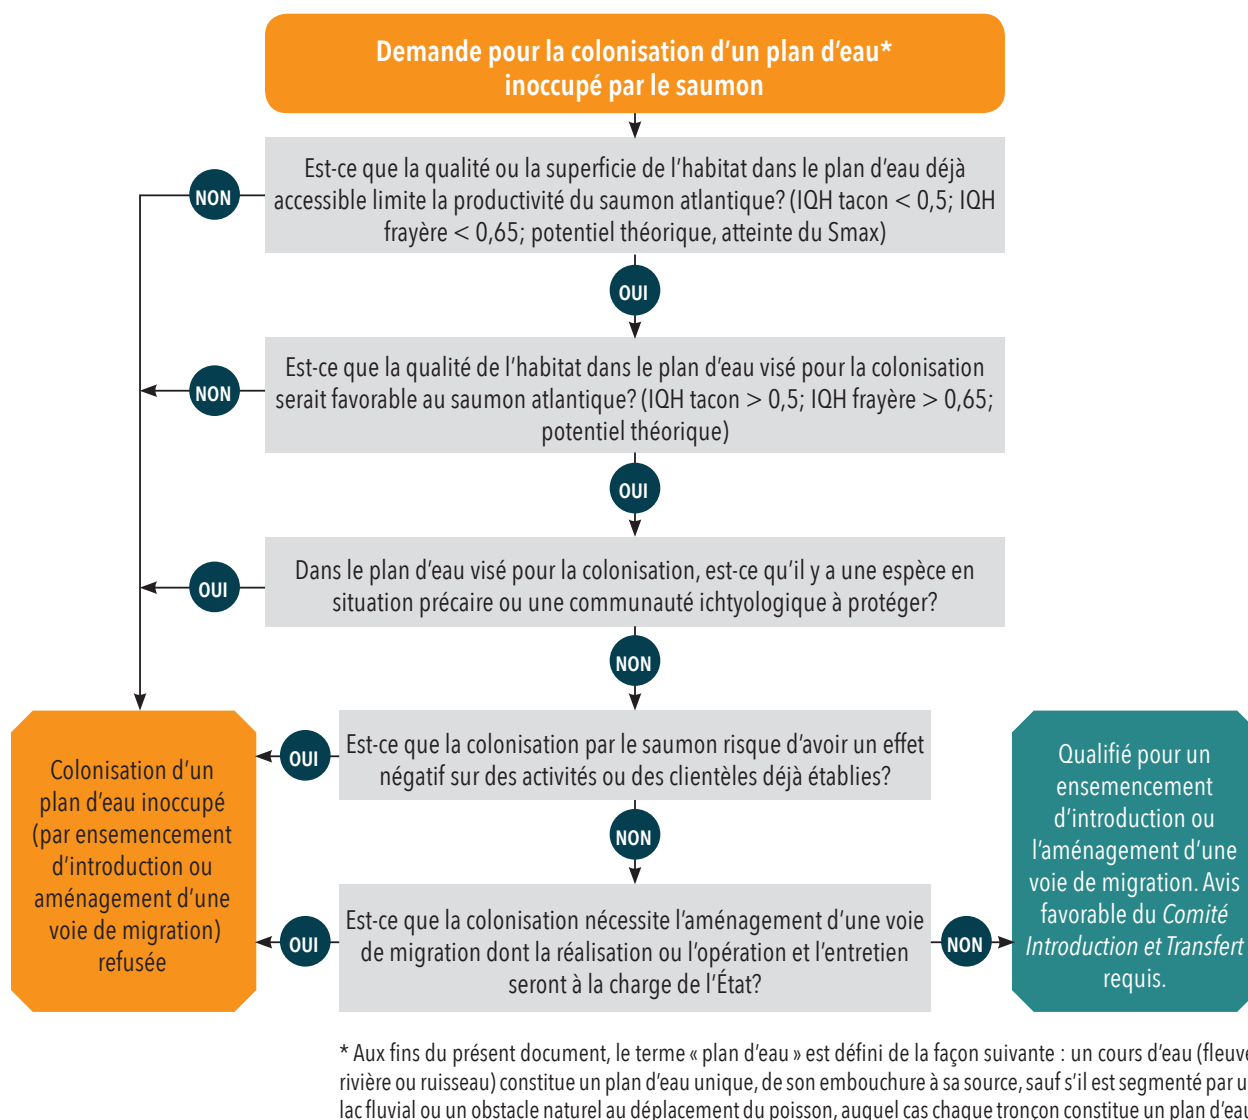 Demande pour la colonisation d'un plan d'eau*
inoccupé par le saumon
Est-ce que la qualité ou la superficie de l'habitat dans le plan d'eau déjà
accessible limite la productivité du saumon atlantique? (IQH tacon < 0,5; IQH
frayère < 0,65; potentiel théorique, atteinte du Smax)
NON
OUI
Est-ce que la qualité de l'habitat dans le plan d'eau visé pour la colonisation
serait favorable au saumon atlantique? (IQH tacon > 0,5; IQH frayère > 0,65;
potentiel théorique)
NON
OUI
Dans le plan d'eau visé pour la colonisation, est-ce qu'il y a une espèce en
situation précaire ou une communauté ichtyologique à protéger?
OUI
NON
Est-ce que la colonisation par le saumon risque d'avoir un effet
négatif sur des activités ou des clientèles déjà établies?
OUI
NON
Est-ce que la colonisation nécessite l'aménagement d'une voie
de migration dont la réalisation ou l'opération et l'entretien
seront à la charge de l'État?
OUI
NON
Colonisation d'un
plan d'eau inoccupé
(par ensemencement
d'introduction ou
aménagement d'une
voie de migration)
refusée
Qualifié pour un
ensemencement
d'introduction ou
l'aménagement d'une
voie de migration. Avis
favorable du Comité
Introduction et Transfert
requis.
* Aux fins du présent document, le terme « plan d'eau » est défini de la façon suivante : un cours d'eau (fleuve
rivière ou ruisseau) constitue un plan d'eau unique, de son embouchure à sa source, sauf s'il est segmenté par u
lac fluvial ou un obstacle naturel au déplacement du poisson, auquel cas chaque tronçon constitue un plan d'eau